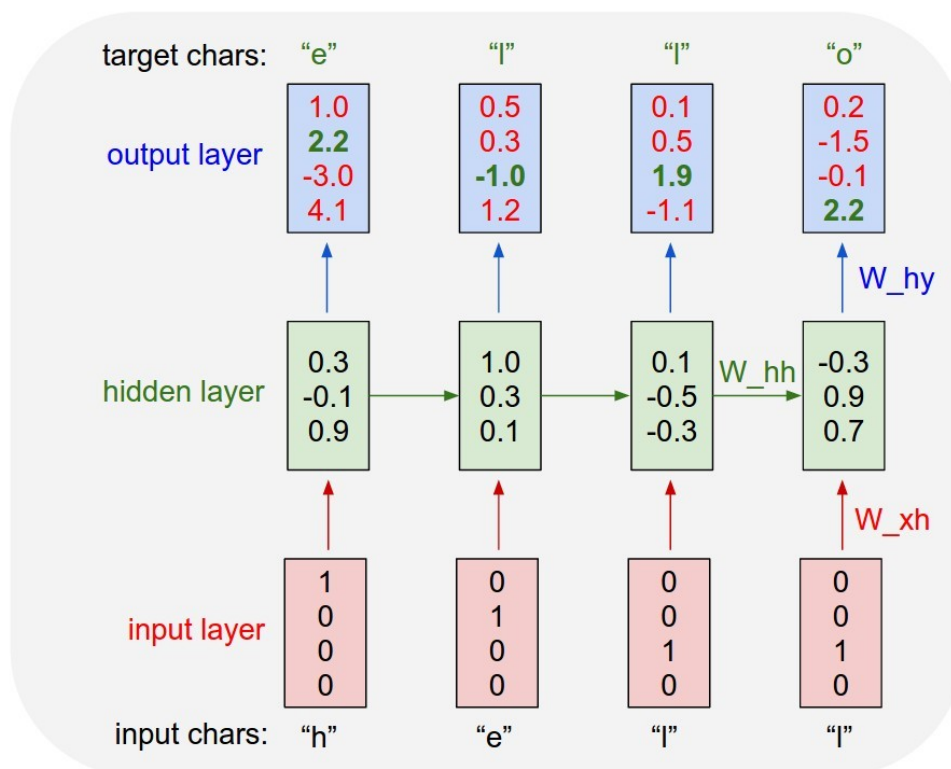 target chars: “e” “l” “l” “o”
1.0 0.5 0.1 0.2
2.2 0.3 0.5 -1.5
output layer
-3.0 -1.0 1.9 -0.1
4.1 1.2 -1.1 2.2
W_hy
0.3 1.0 0.1 W_hh -0.3
hidden layer -0.1 0.3 -0.5 0.9
0.9 0.1 -0.3 0.7
W_xh
1 0 0 0
0 1 0 0
input layer
0 0 1 1
0 0 0 0
input chars: “h” “e” “l” “l”